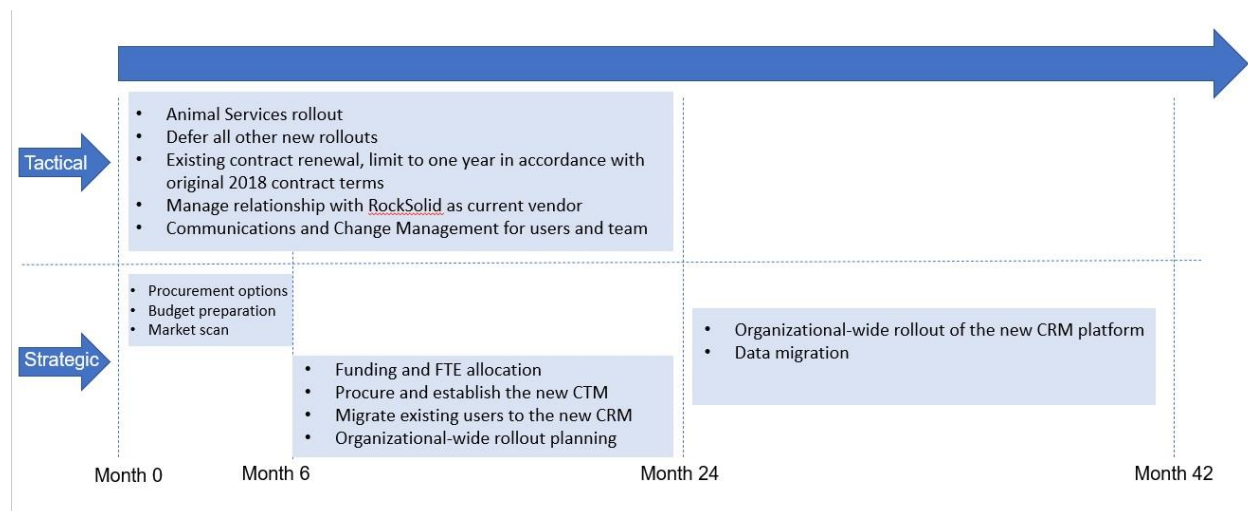 Tactical
• Animal Services rollout
• Defer all other new rollouts
• Existing contract renewal, limit to one year in accordance with
original 2018 contract terms
• Manage relationship with RockSolid as current vendor
• Communications and Change Management for users and team
Strategic
• Procurement options
• Budget preparation
• Market scan
• Funding and FTE allocation
• Procure and establish the new CTM
• Migrate existing users to the new CRM
• Organizational-wide rollout planning
• Organizational-wide rollout of the new CRM platform
• Data migration
Month 0
Month 6
Month 24
Month 42